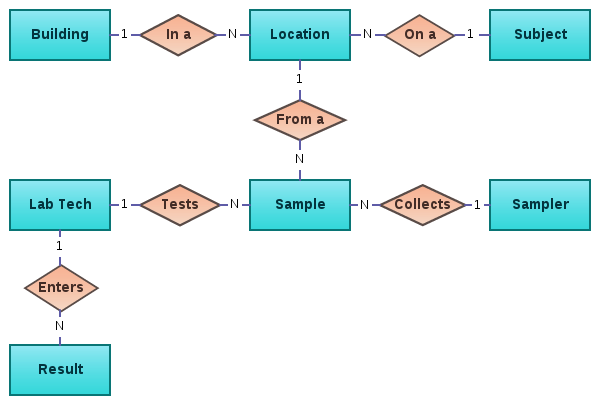 Building 1 In a N Location N On a 1 Subject
1
From a
N
Lab Tech 1 Tests N Sample N Collects 1 Sampler
1
Enters
N
Result